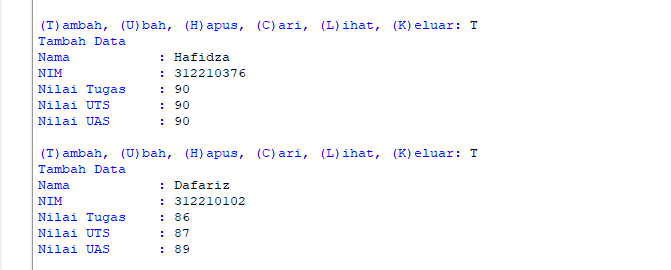 (T)ambah, (U)bah, (H)apus, (C)ari, (L)ihat, (K)eluar: T
Tambah Data
Nama : Hafidza
NIM : 312210376
Nilai Tugas : 90
Nilai UTS : 90
Nilai UAS : 90
(T)ambah, (U)bah, (H)apus, (C)ari, (L)ihat, (K)eluar: T
Tambah Data
Nama : Dafariz
NIM : 312210102
Nilai Tugas : 86
Nilai UTS : 87
Nilai UAS : 89